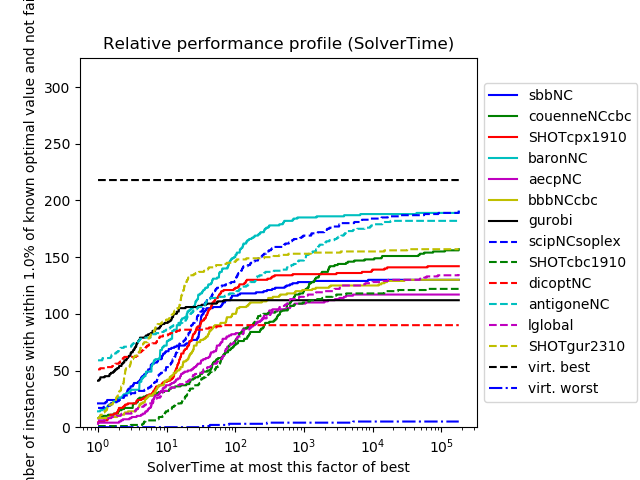 Relative performance profile (SolverTime)
of instances with within 1.0% of known optimal value and not
300
250
200
150
100
50
0
10^0
10^1
10^2
10^3
10^4
10^5
SolverTime at most this factor of best
sbbNC
couenneNCcbc
SHOTcpx1910
baronNC
aecpNC
bbbNCcbc
gurobi
scipNCsoplex
SHOTcbc1910
dicoptNC
antigoneNC
lglobal
SHOTgur2310
virt. best
virt. worst